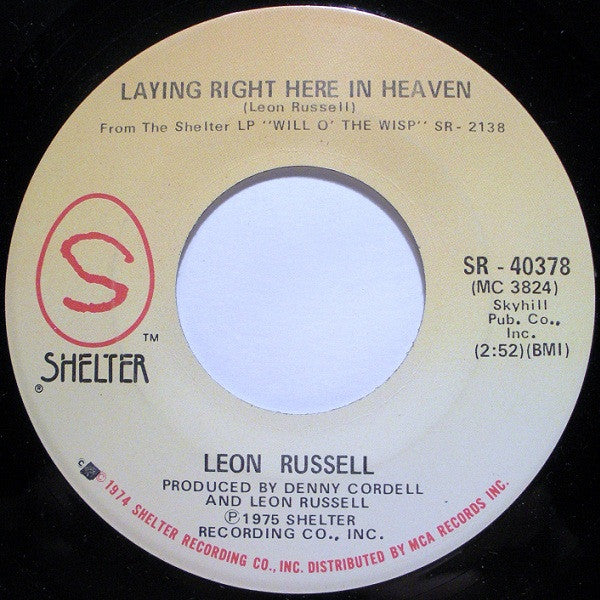 LAYING RIGHT HERE IN HEAVEN
(Leon Russell)
From The Shelter LP "WILL O' THE WISP" SR - 2138
S
TM
®SHELTER
SR - 40378
(MC 3824)
Skyhill
Pub. Co.,
Inc.
(2:52)(BMI)
LEON RUSSELL
PRODUCED BY DENNY CORDELL
AND LEON RUSSELL
Ⓟ1975 SHELTER
RECORDING CO., INC.
C
©1974 SHELTER RECORDING CO., INC. DISTRIBUTED BY MCA RECORDS INC.